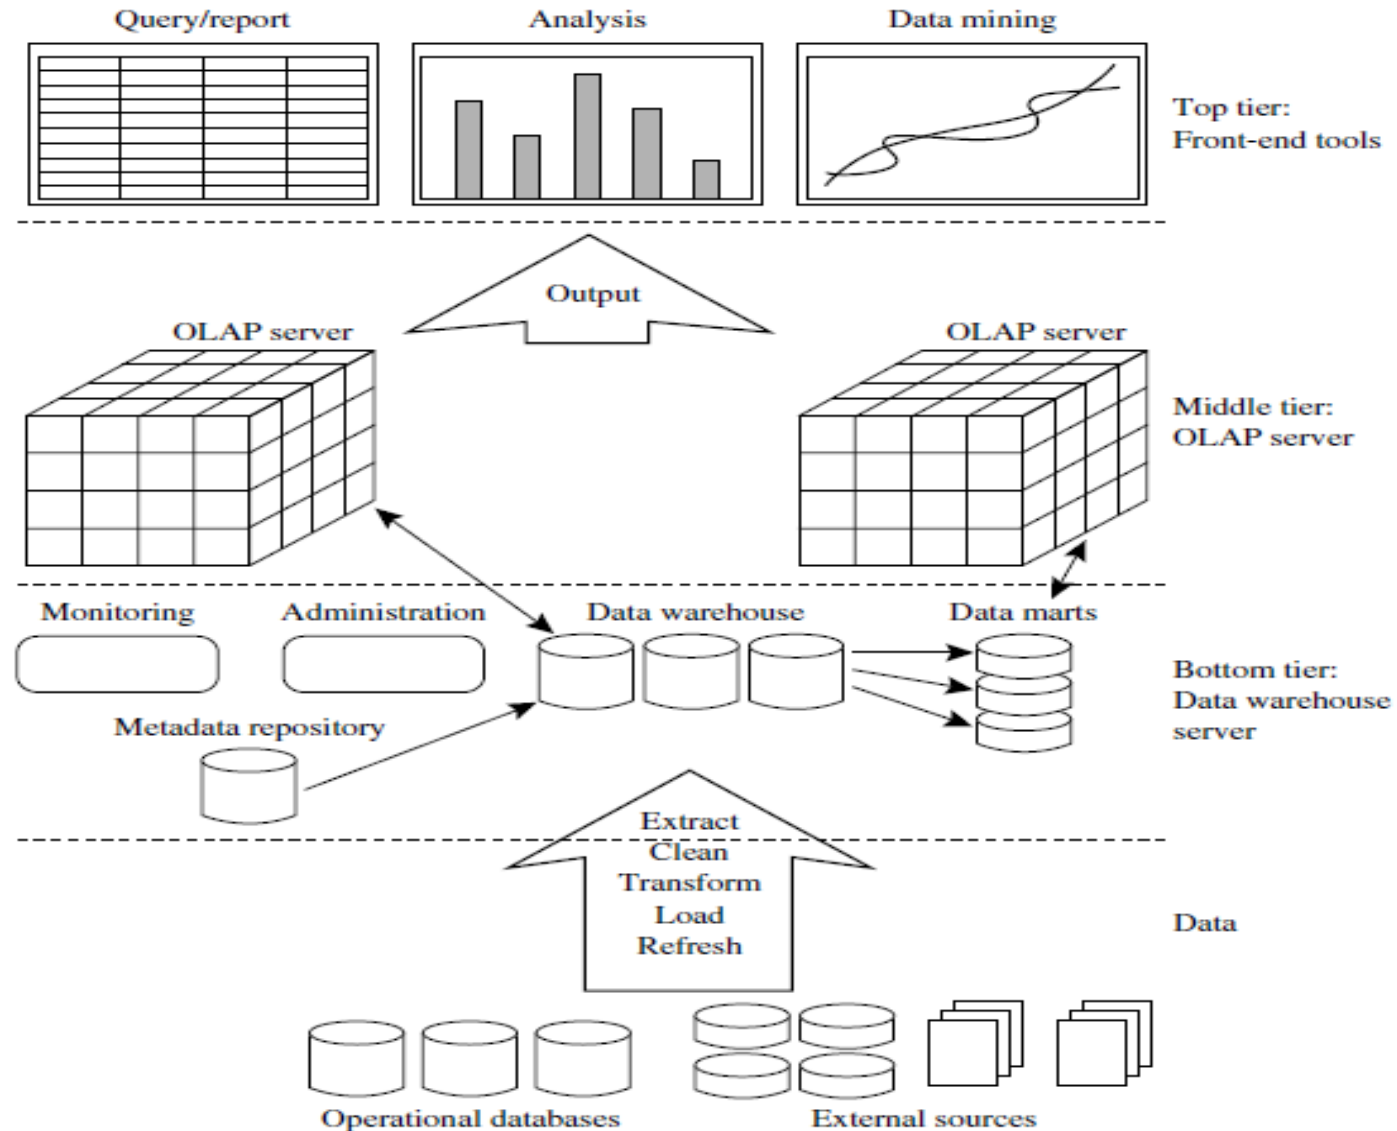 Query/report
Analysis
Data mining
Top tier:
Front-end tools
Output
OLAP server
OLAP server
Middle tier:
OLAP server
Monitoring
Administration
Data warehouse
Data marts
Bottom tier:
Data warehouse
server
Metadata repository
Extract
Clean
Transform
Load
Refresh
Data
Operational databases
External sources